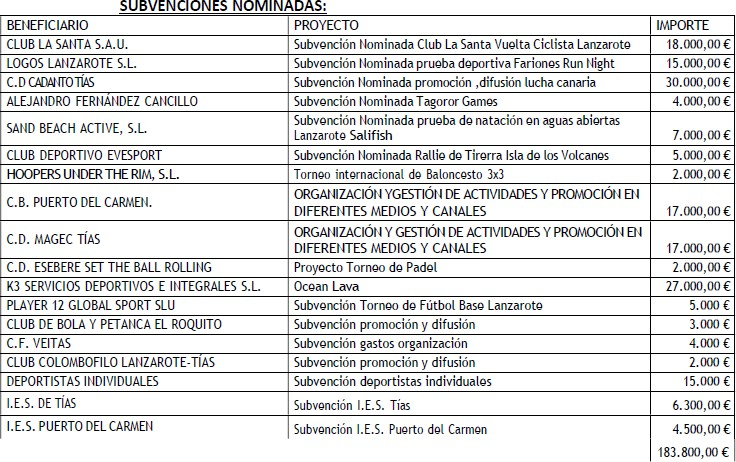 SUBVENCIONES NOMINADAS:
BENEFICIARIO PROYECTO IMPORTE
CLUB LA SANTA S.A.U. Subvención Nominada Club La Santa Vuelta Ciclista Lanzarote 18.000,00 €
LOGOS LANZAROTE S.L. Subvención Nominada prueba deportiva Fariones Run Night 15.000,00 €
C.D CADANTO TÍAS Subvención Nominada promoción ,difusión lucha canaria 30.000,00 €
ALEJANDRO FERNÁNDEZ CANCILLO Subvención Nominada Tagoror Games 4.000,00 €
SAND BEACH ACTIVE, S.L. Subvención Nominada prueba de natación en aguas abiertas
Lanzarote Salifish 7.000,00 €
CLUB DEPORTIVO EVESPORT Subvención Nominada Rallie de Tirerra Isla de los Volcanes 5.000,00 €
HOOPERS UNDER THE RIM, S.L. Torneo internacional de Baloncesto 3x3 2.000,00 €
C.B. PUERTO DEL CARMEN. ORGANIZACIÓN YGESTIÓN DE ACTIVIDADES Y PROMOCIÓN EN
DIFERENTES MEDIOS Y CANALES 17.000,00 €
C.D. MAGEC TÍAS ORGANIZACIÓN Y GESTIÓN DE ACTIVIDADES Y PROMOCIÓN EN
DIFERENTES MEDIOS Y CANALES 17.000,00 €
C.D. ESEBERE SET THE BALL ROLLING Proyecto Torneo de Padel 2.000,00 €
K3 SERVICIOS DEPORTIVOS E INTEGRALES S.L. Ocean Lava 27.000,00 €
PLAYER 12 GLOBAL SPORT SLU Subvención Torneo de Fútbol Base Lanzarote 5.000 €
CLUB DE BOLA Y PETANCA EL ROQUITO Subvención promoción y difusión 3.000 €
C.F. VEITAS Subvención gastos organización 4.000 €
CLUB COLOMBOFILO LANZAROTE-TÍAS Subvención promoción y difusión 2.000 €
DEPORTISTAS INDIVIDUALES Subvención deportistas individuales 15.000 €
I.E.S. DE TÍAS Subvención I.E.S. Tías 6.300,00 €
I.E.S. PUERTO DEL CARMEN Subvención I.E.S. Puerto del Carmen 4.500,00 €
183.800,00 €